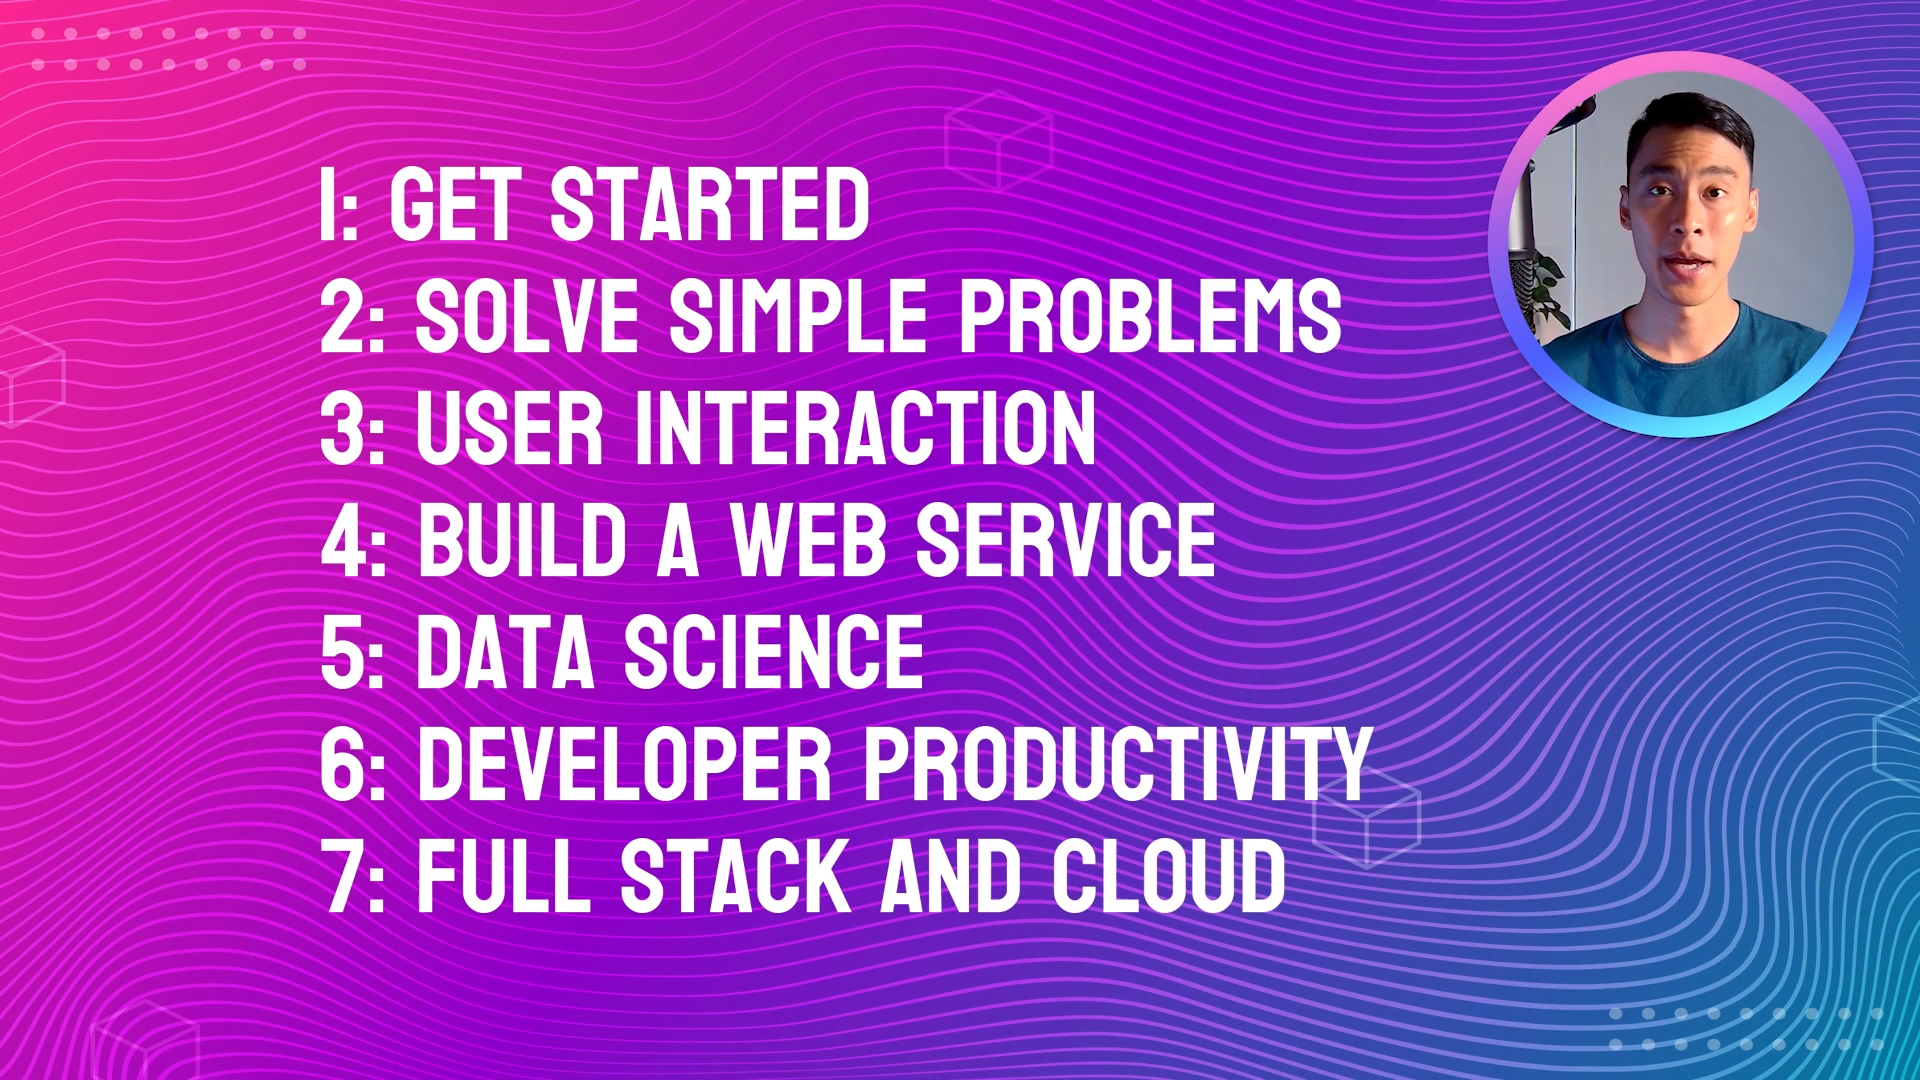 1: GET STARTED
2: SOLVE SIMPLE PROBLEMS
3: USER INTERACTION
4: BUILD A WEB SERVICE
5: DATA SCIENCE
6: DEVELOPER PRODUCTIVITY
7: FULL STACK AND CLOUD